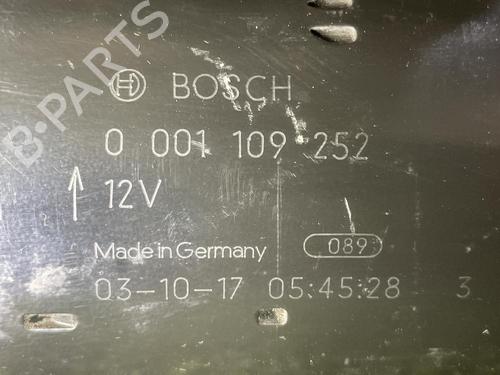 B-PARTS
BOSCH
0 001 109 252
12V
Made in Germany 089
03-10-17 05:45:28 3